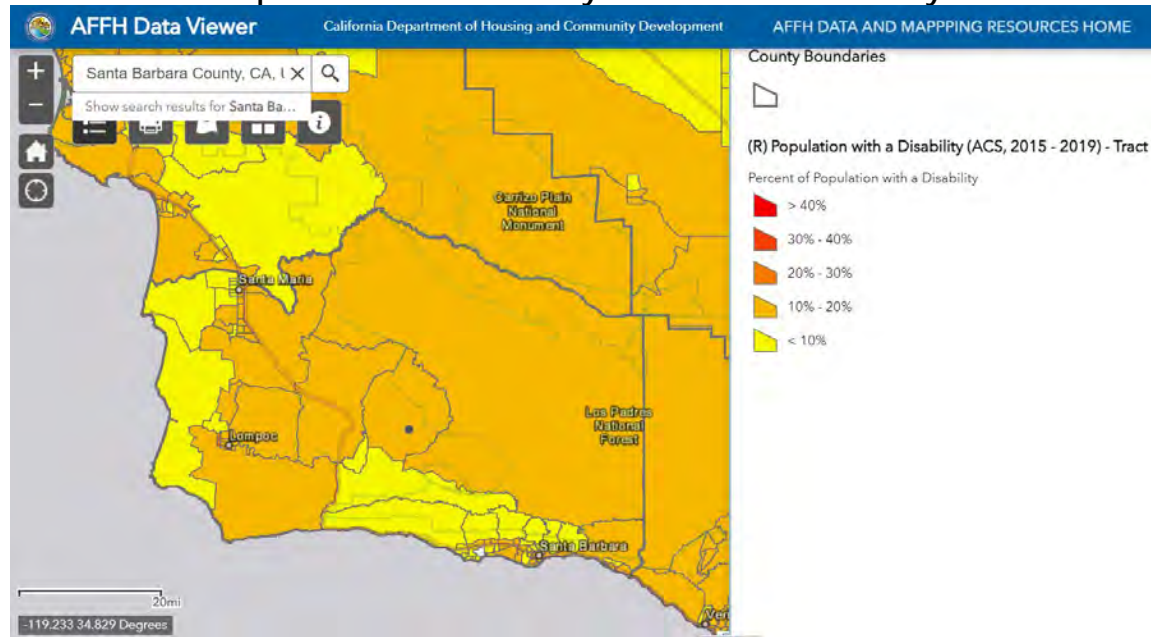 AFFH Data Viewer
California Department of Housing and Community Development
AFFH DATA AND MAPPPING RESOURCES HOME
Santa Barbara County, CA, U
Show search results for Santa Ba...
Carrizo Plain
National
Monument
Santa Maria
Lompoc
Los Padres
National
Forest
Santa Barbara
Ven
20mi
-119.233 34.829 Degrees
County Boundaries
(R) Population with a Disability (ACS, 2015 - 2019) - Tract
Percent of Population with a Disability
> 40%
30% - 40%
20% - 30%
10% - 20%
< 10%